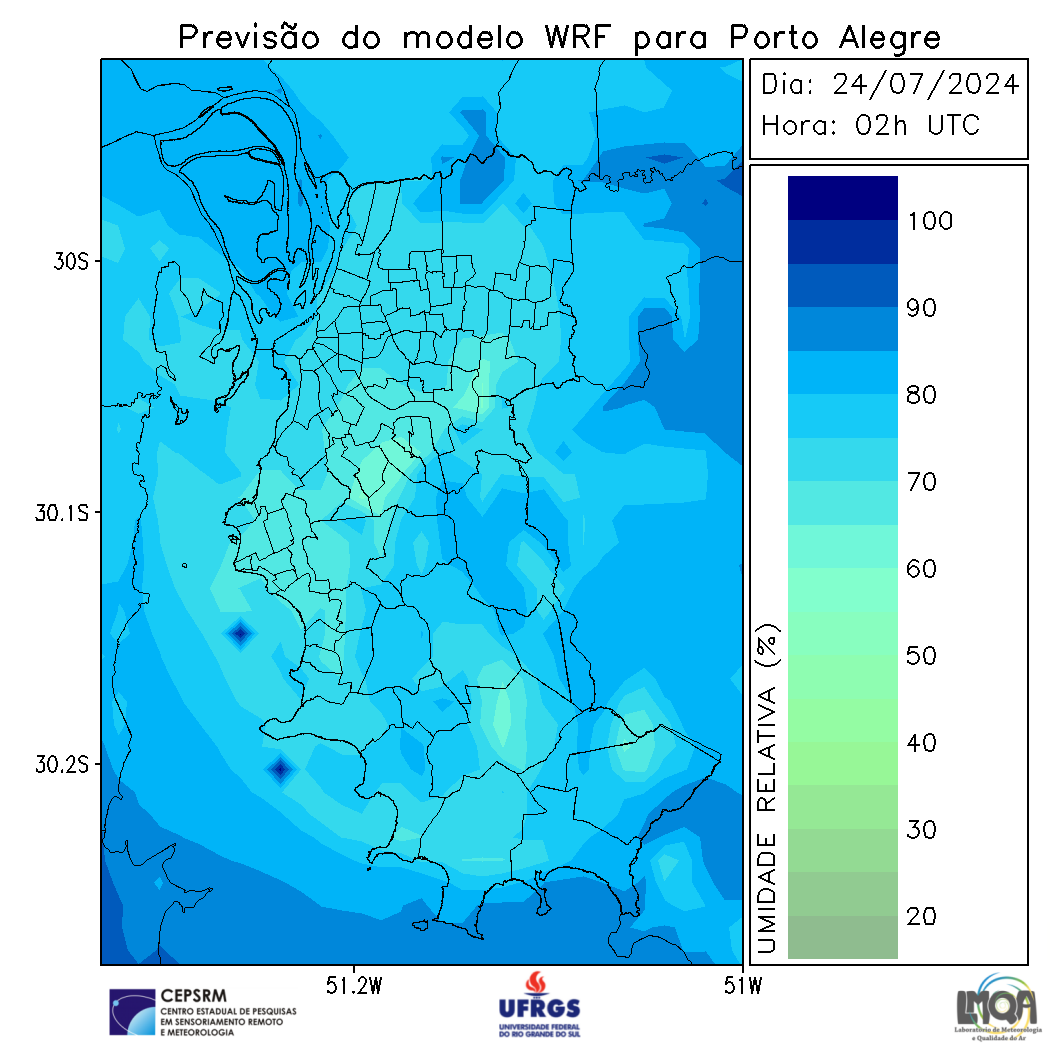 Previsão do modelo WRF para Porto Alegre
Dia: 24/07/2024
Hora: 02h UTC
100
90
80
70
60
50
40
30
20
UMIDADE RELATIVA (%)
30S
30.1S
30.2S
51.2W
51W
CEPSRM
CENTRO ESTADUAL DE PESQUISAS
EM SENSORIAMENTO REMOTO
E METEOROLOGIA
UFRGS
UNIVERSIDADE FEDERAL
DO RIO GRANDE DO SUL
LMQA
Laboratório de Meteorologia
e Qualidade do Ar